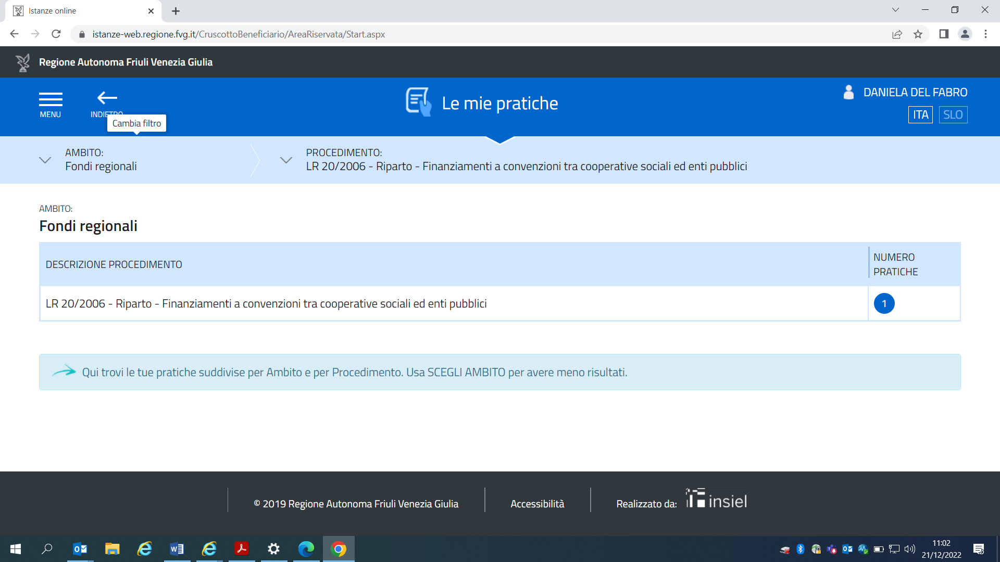 Istanze online
istanze-web.regione.fvg.it/CruscottoBeneficiario/AreaRiservata/Start.aspx
Regione Autonoma Friuli Venezia Giulia
MENU
INDIETRO
Cambia filtro
Le mie pratiche
DANIELA DEL FABRO
ITA SLO
AMBITO:
Fondi regionali
PROCEDIMENTO:
LR 20/2006 - Riparto - Finanziamenti a convenzioni tra cooperative sociali ed enti pubblici
AMBITO:
Fondi regionali
DESCRIZIONE PROCEDIMENTO
NUMERO
PRATICHE
LR 20/2006 - Riparto - Finanziamenti a convenzioni tra cooperative sociali ed enti pubblici
1
Qui trovi le tue pratiche suddivise per Ambito e per Procedimento. Usa SCEGLI AMBITO per avere meno risultati.
© 2019 Regione Autonoma Friuli Venezia Giulia
Accessibilità
Realizzato da:
insiel
11:02
21/12/2022